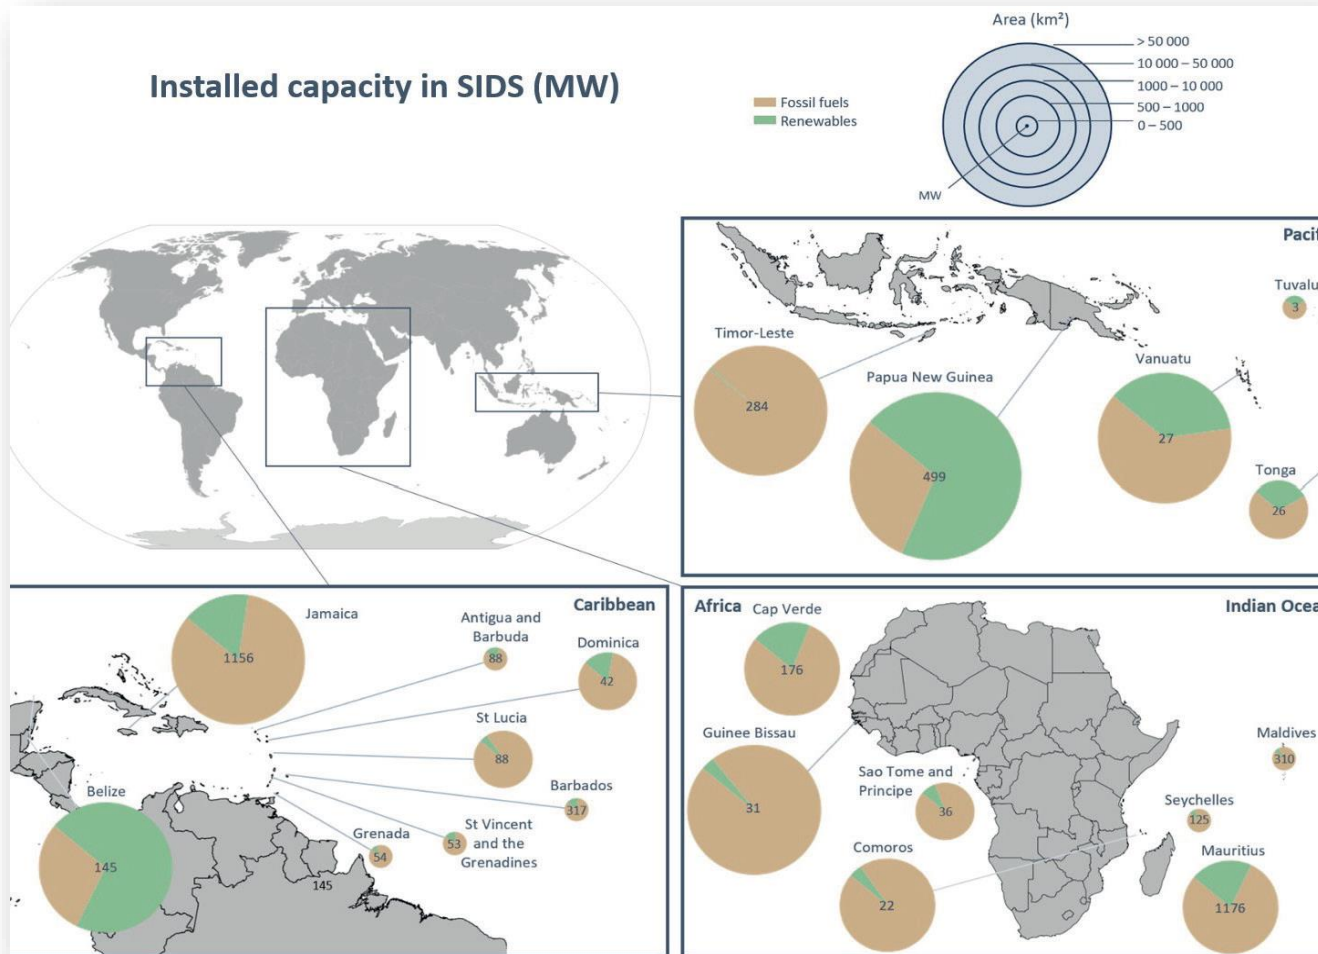 Installed capacity in SIDS (MW)
Area (km²)
> 50 000
10 000 – 50 000
1000 – 10 000
500 – 1000
0 – 500
MW
Fossil fuels
Renewables
Pacif
Tuvalu
3
Timor-Leste
284
Papua New Guinea
499
Vanuatu
27
Tonga
26
Caribbean
Jamaica
1156
Antigua and
Barbuda
88
Dominica
42
St Lucia
88
Barbados
317
St Vincent
and the
Grenadines
53
Grenada
54
Belize
145
145
Africa
Indian Ocea
Cap Verde
176
Guinee Bissau
31
Sao Tome and
Principe
36
Comoros
22
Maldives
310
Seychelles
125
Mauritius
1176